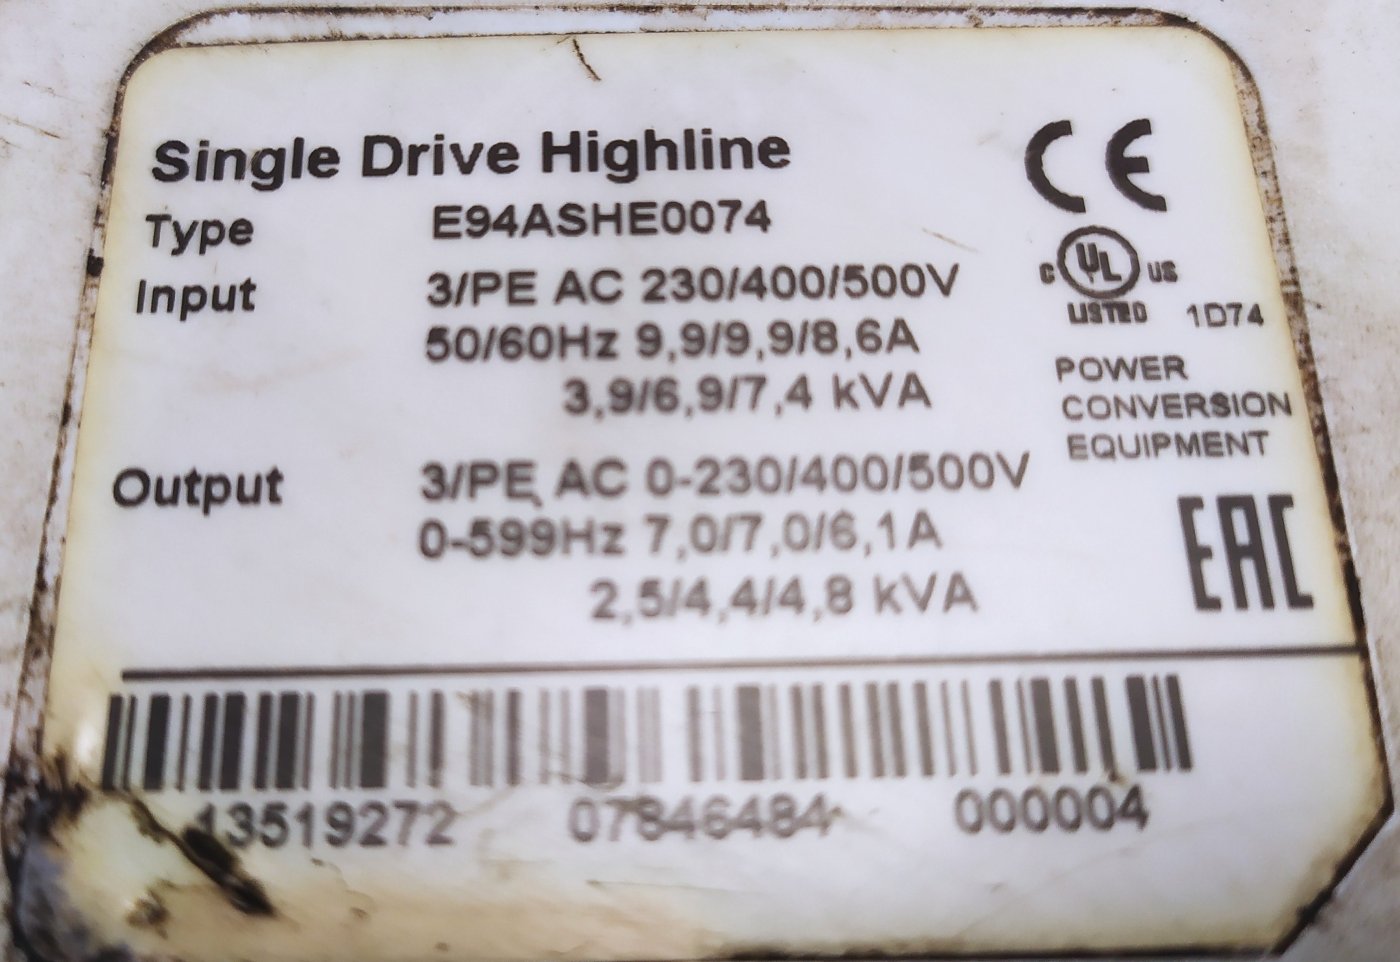 Single Drive Highline
Type E94ASHE0074
Input 3/PE AC 230/400/500V
50/60Hz 9,9/9,9/8,6A
3,9/6,9/7,4 kVA
Output 3/PE AC 0-230/400/500V
0-599Hz 7,0/7,0/6,1A
2,5/4,4/4,8 kVA
CE
C UL US
LISTED 1D74
POWER
CONVERSION
EQUIPMENT
EAC
13519272 07846484 000004